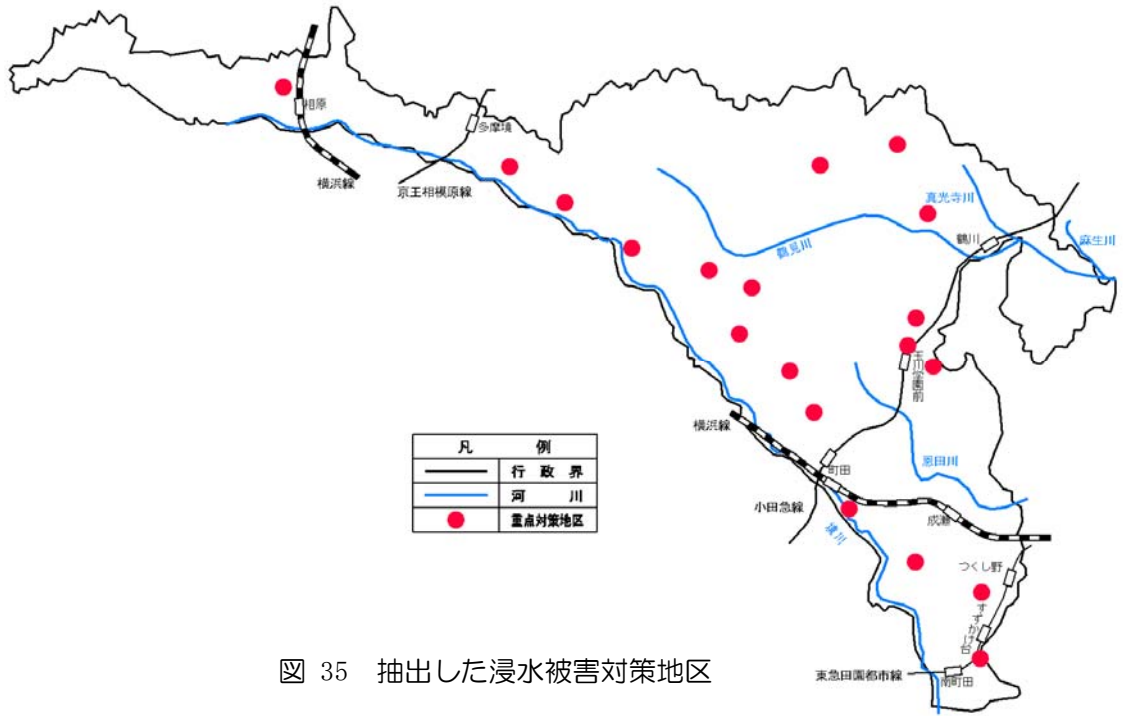 相原
多摩境
横浜線
京王相模原線
真光寺川
鶴川
麻生川
鶴見川
玉川学園前
横浜線
町田
恩田川
小田急線
成瀬
境川
つくし野
すずかけ台
東急田園都市線
南町田
凡 例
行 政 界
河 川
重点対策地区
図 35 抽出した浸水被害対策地区